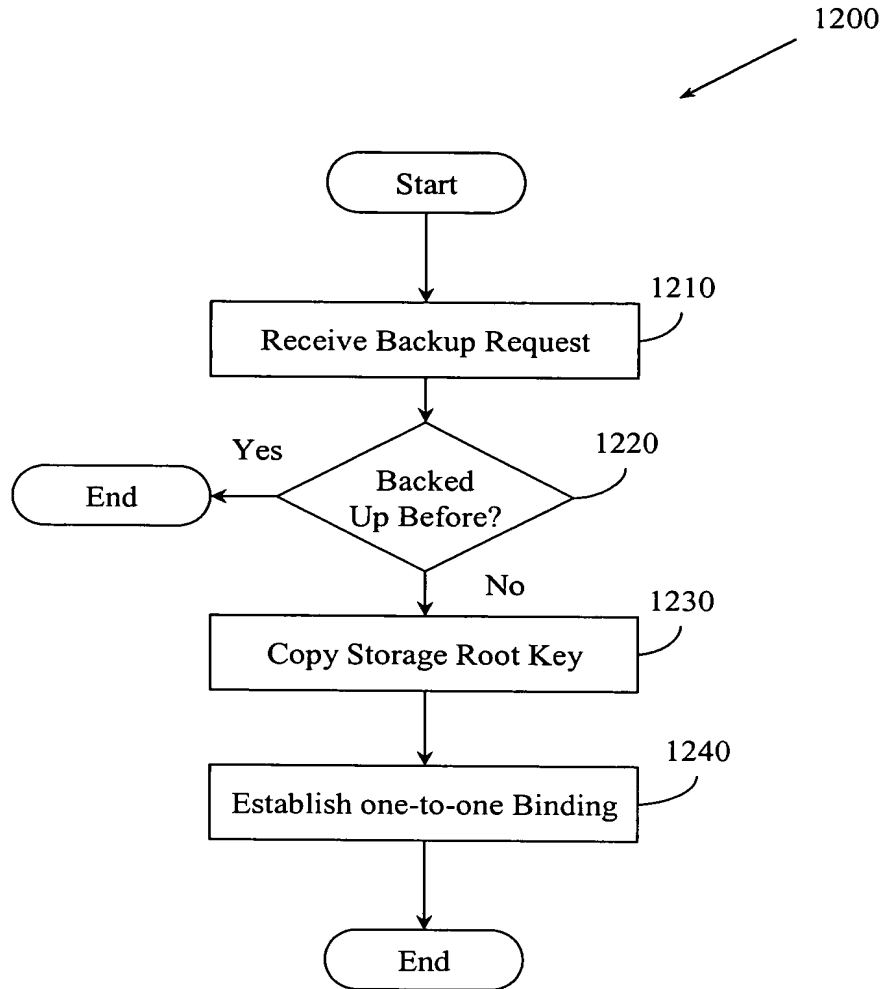 1200
Start
1210
Receive Backup Request
Yes
1220
End
Backed
Up Before?
No
1230
Copy Storage Root Key
1240
Establish one-to-one Binding
End